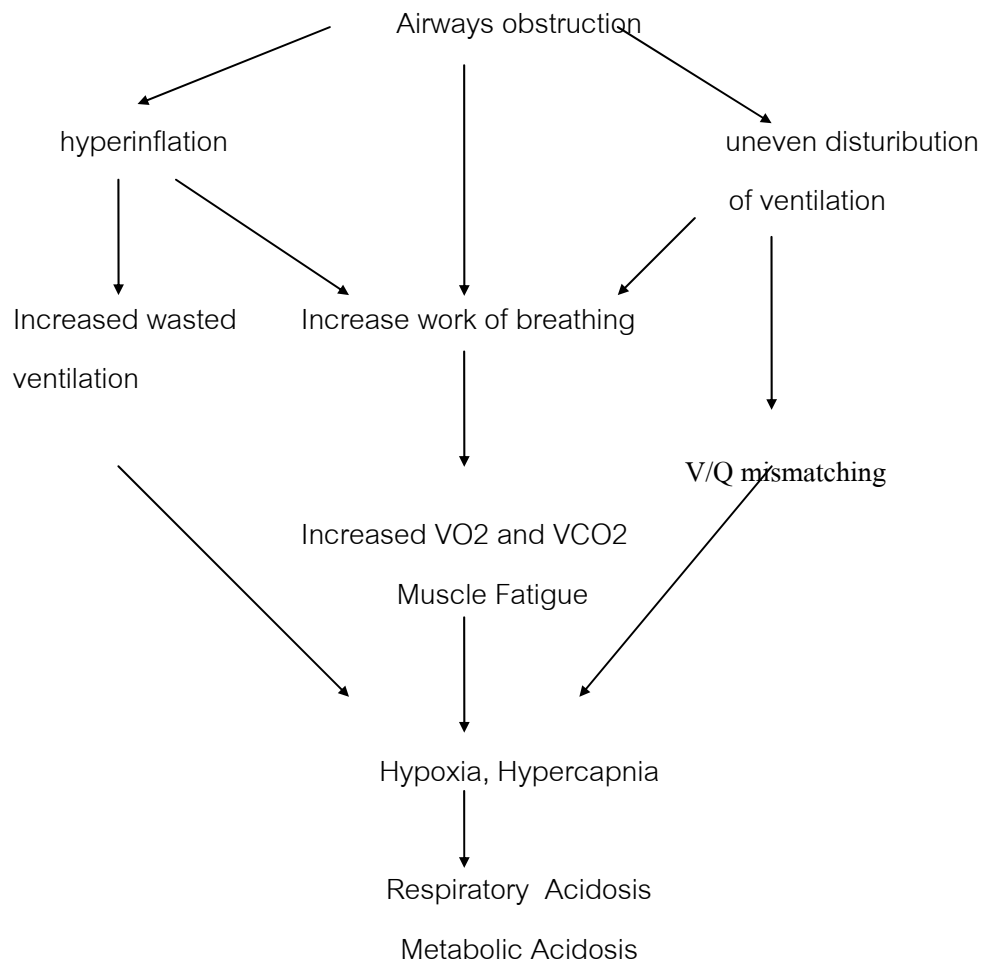 Airways obstruction
hyperinflation
uneven disturibution
of ventilation
Increased wasted
ventilation
Increase work of breathing
V/Q mismatching
Increased VO2 and VCO2
Muscle Fatigue
Hypoxia, Hypercapnia
Respiratory Acidosis
Metabolic Acidosis